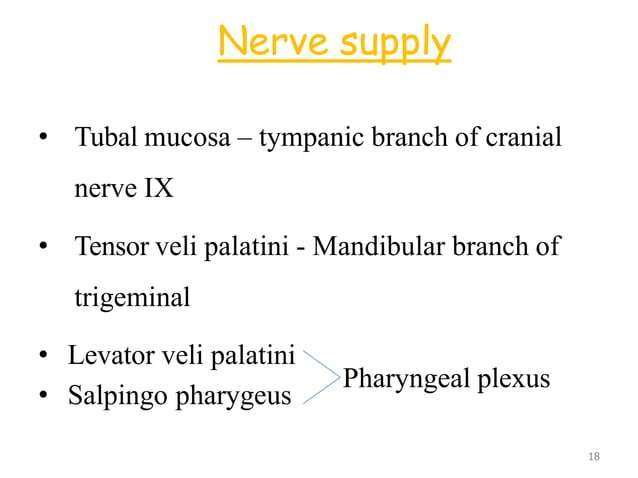 Nerve supply
• Tubal mucosa – tympanic branch of cranial
nerve IX
• Tensor veli palatini - Mandibular branch of
trigeminal
• Levator veli palatini
• Salpingo pharygeus
Pharyngeal plexus
18